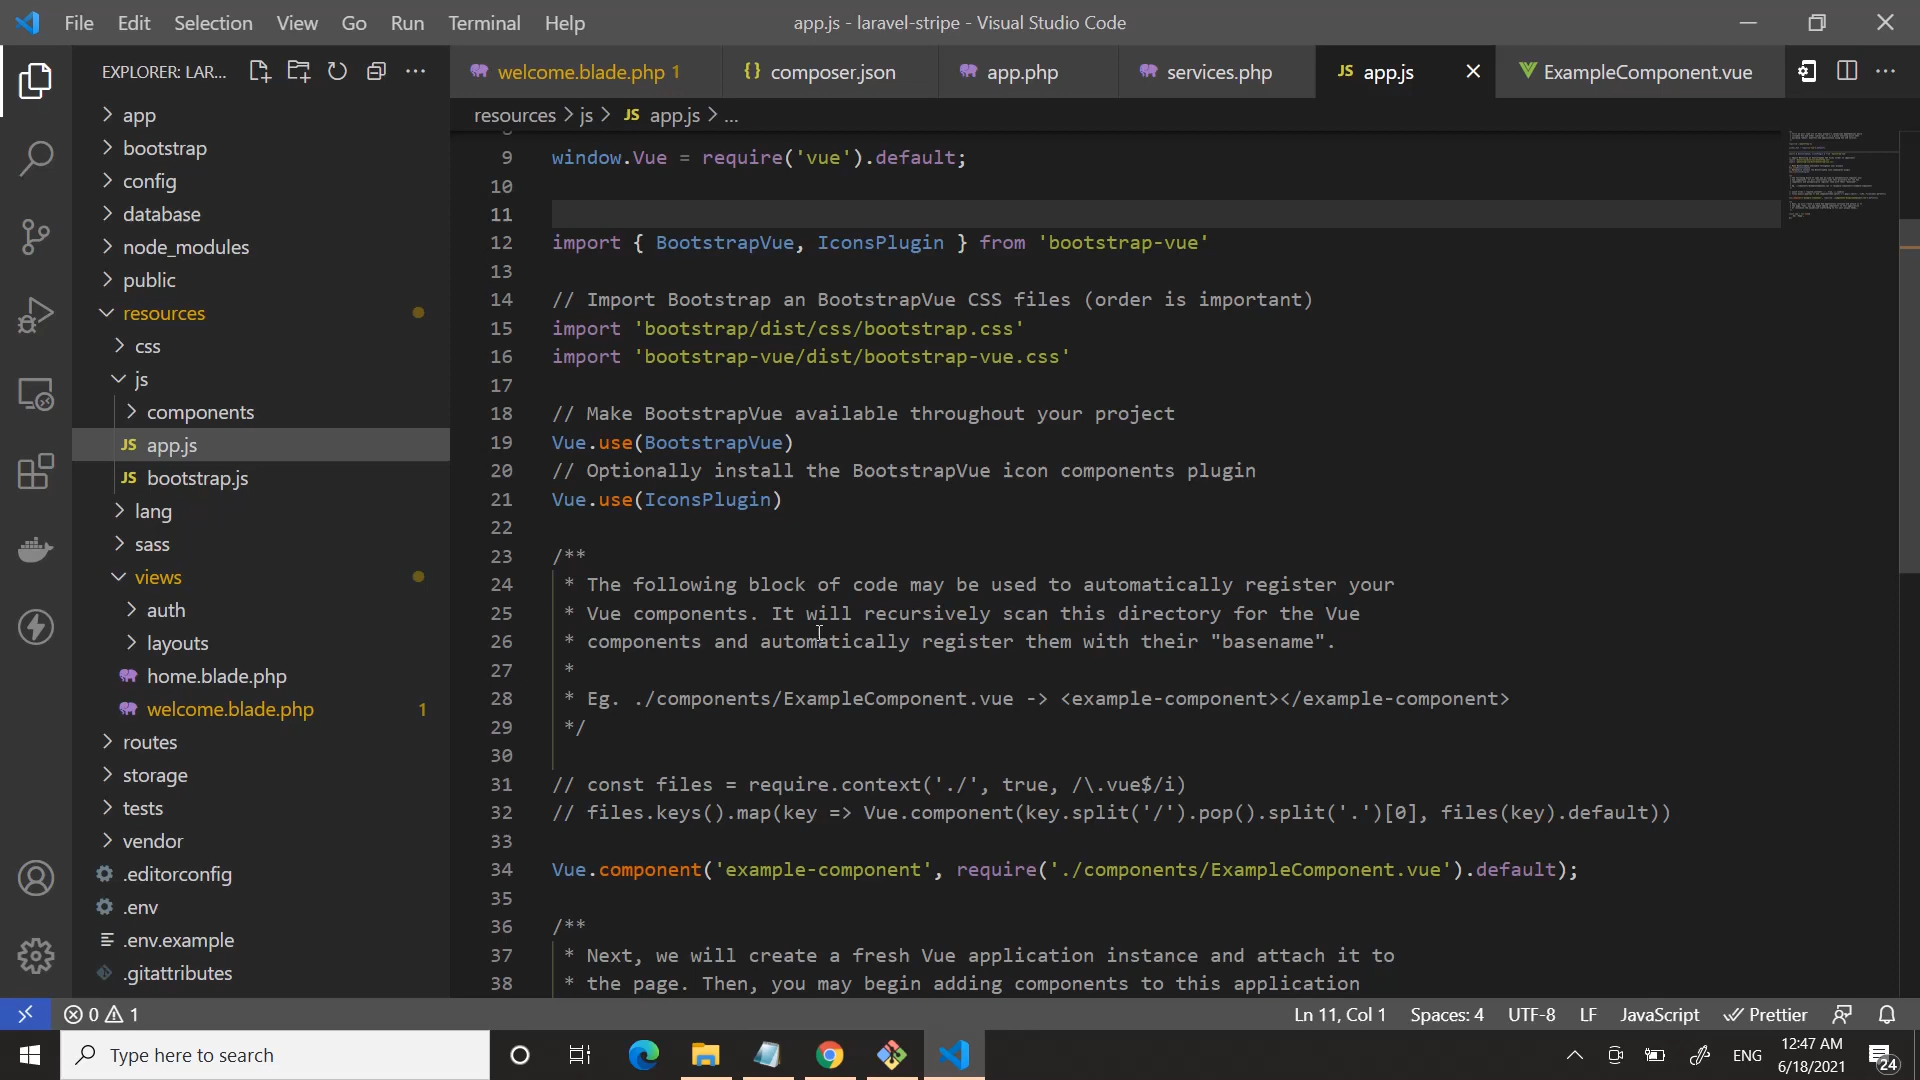 File Edit Selection View Go Run Terminal Help
app.js - laravel-stripe - Visual Studio Code
EXPLORER: LAR...
welcome.blade.php 1
composer.json
app.php
services.php
JS app.js
ExampleComponent.vue
resources > js > JS app.js > ...
app
bootstrap
config
database
node_modules
public
resources
css
js
components
JS app.js
JS bootstrap.js
lang
sass
views
auth
layouts
home.blade.php
welcome.blade.php 1
routes
storage
tests
vendor
.editorconfig
.env
.env.example
.gitattributes
9 window.Vue = require('vue').default;
10
11
12 import { BootstrapVue, IconsPlugin } from 'bootstrap-vue'
13
14 // Import Bootstrap an BootstrapVue CSS files (order is important)
15 import 'bootstrap/dist/css/bootstrap.css'
16 import 'bootstrap-vue/dist/bootstrap-vue.css'
17
18 // Make BootstrapVue available throughout your project
19 Vue.use(BootstrapVue)
20 // Optionally install the BootstrapVue icon components plugin
21 Vue.use(IconsPlugin)
22
23 /**
24 * The following block of code may be used to automatically register your
25 * Vue components. It will recursively scan this directory for the Vue
26 * components and automatically register them with their "basename".
27 *
28 * Eg. ./components/ExampleComponent.vue -> <example-component></example-component>
29 */
30
31 // const files = require.context('./', true, /\.vue$/i)
32 // files.keys().map(key => Vue.component(key.split('/').pop().split('.')[0], files(key).default))
33
34 Vue.component('example-component', require('./components/ExampleComponent.vue').default);
35
36 /**
37 * Next, we will create a fresh Vue application instance and attach it to
38 * the page. Then, you may begin adding components to this application
0 1
Ln 11, Col 1 Spaces: 4 UTF-8 LF JavaScript Prettier
Type here to search
ENG
12:47 AM
6/18/2021
24